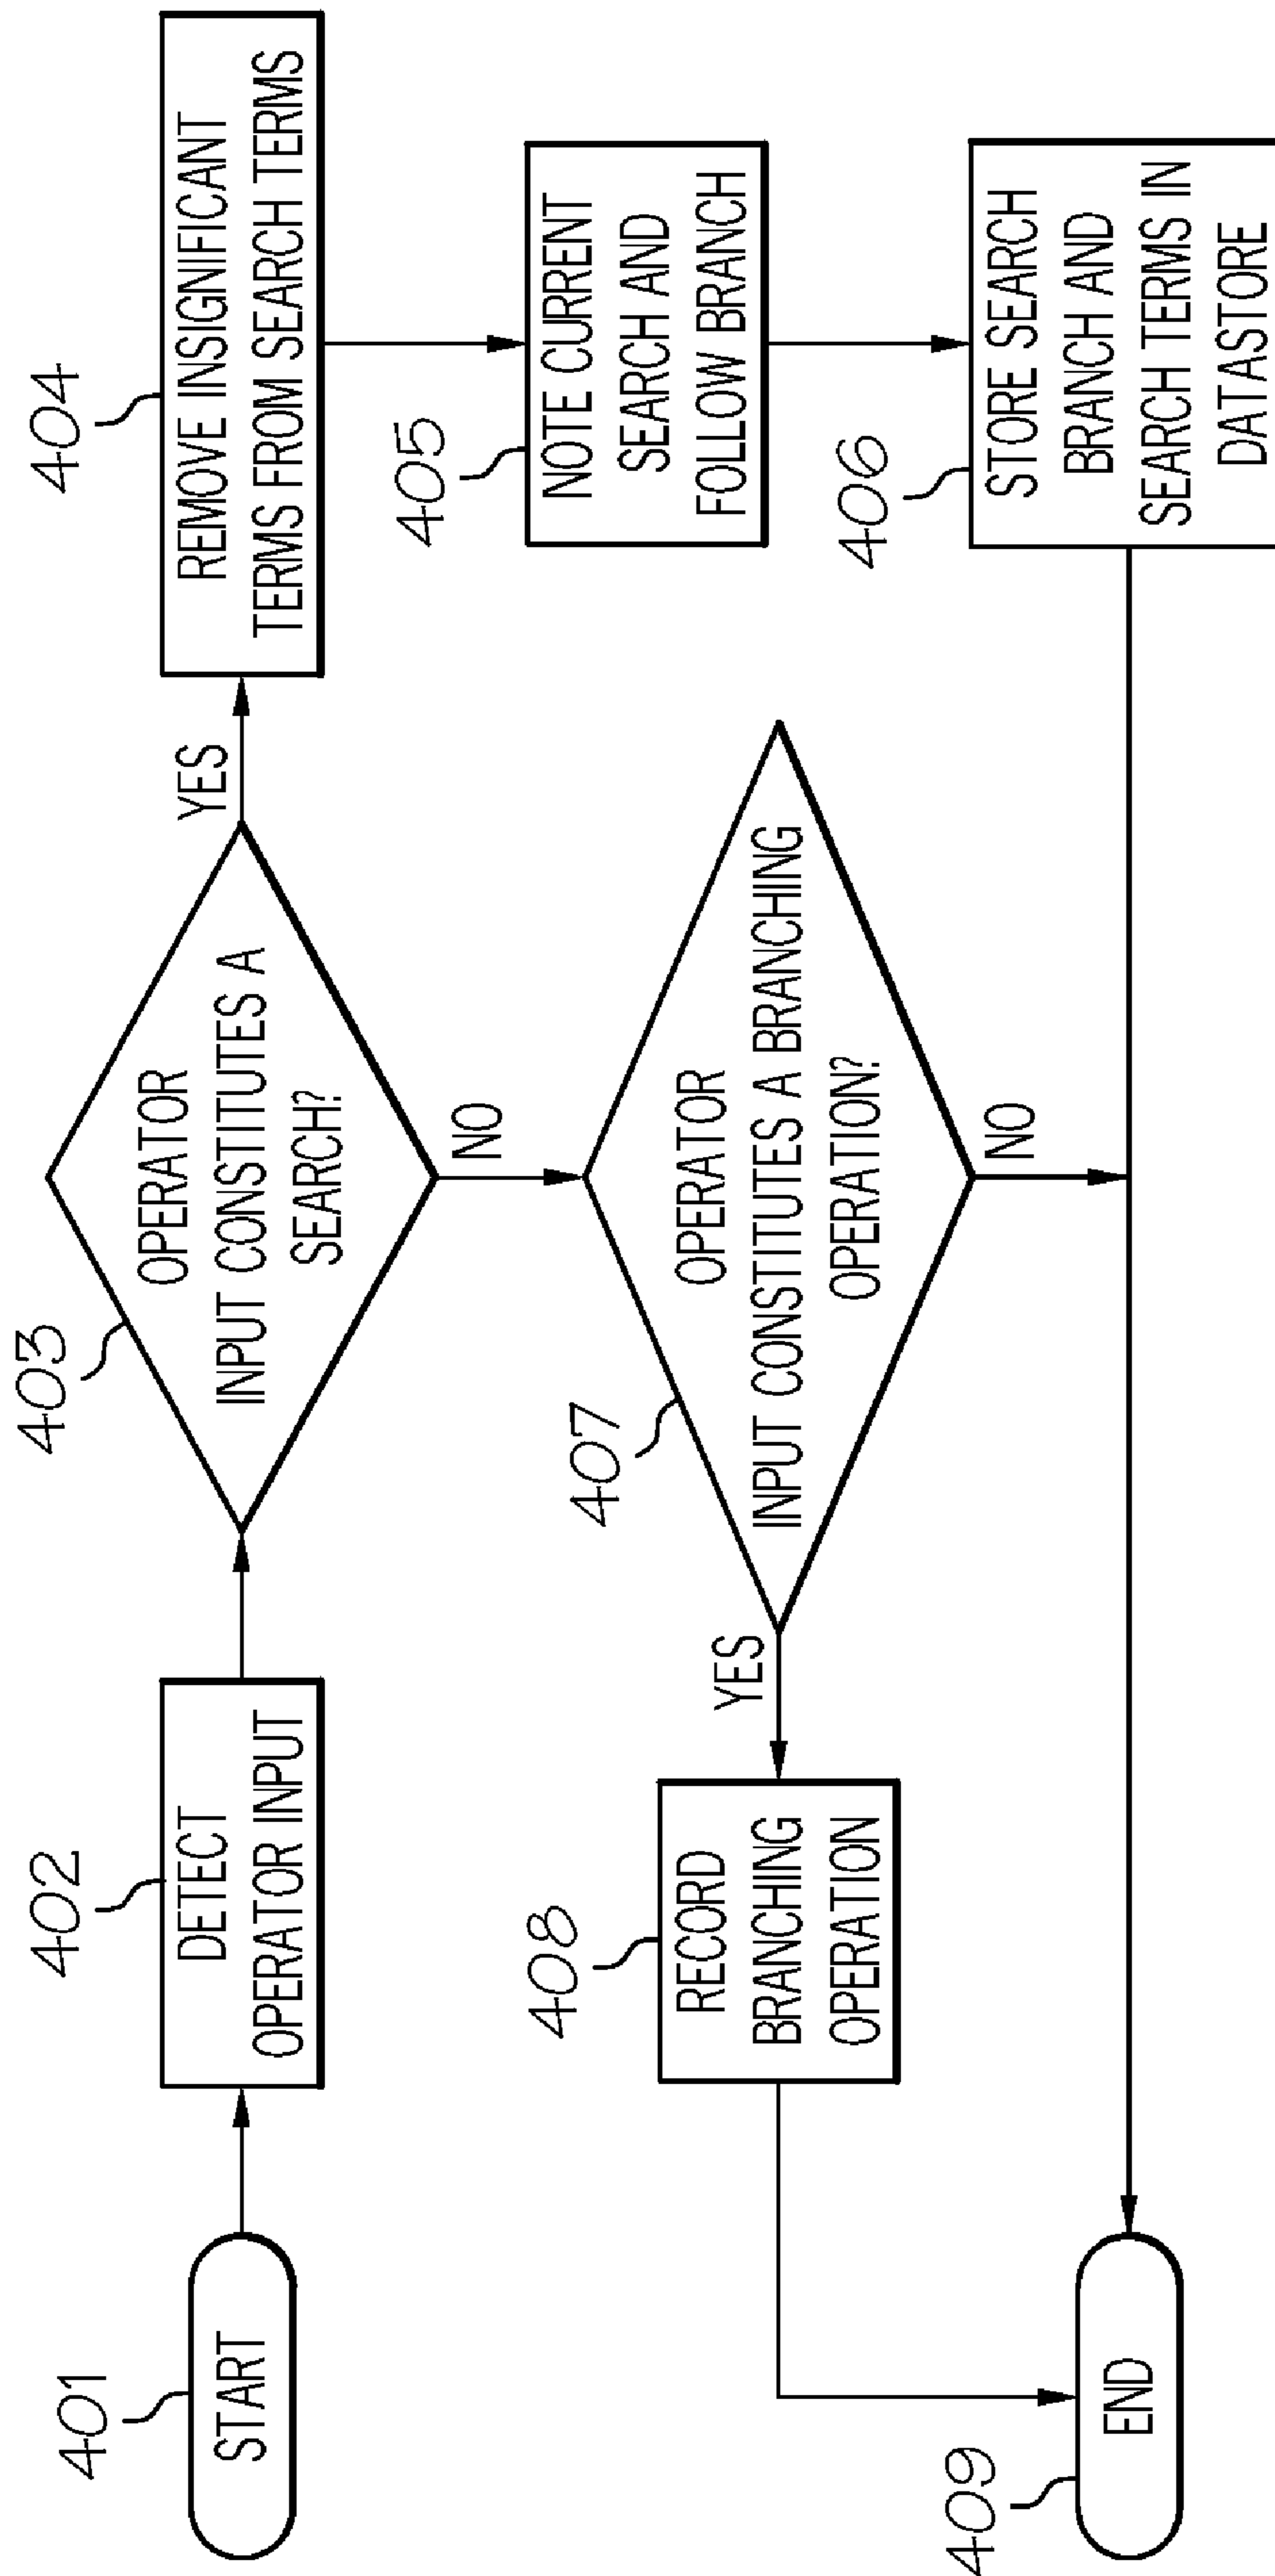 401
START
402
DETECT
OPERATOR INPUT
403
OPERATOR
INPUT CONSTITUTES A
SEARCH?
YES
404
REMOVE INSIGNIFICANT
TERMS FROM SEARCH TERMS
NO
405
NOTE CURRENT
SEARCH AND
FOLLOW BRANCH
407
OPERATOR
INPUT CONSTITUTES A BRANCHING
OPERATION?
YES
408
RECORD
BRANCHING
OPERATION
NO
406
STORE SEARCH
BRANCH AND
SEARCH TERMS IN
DATASTORE
409
END